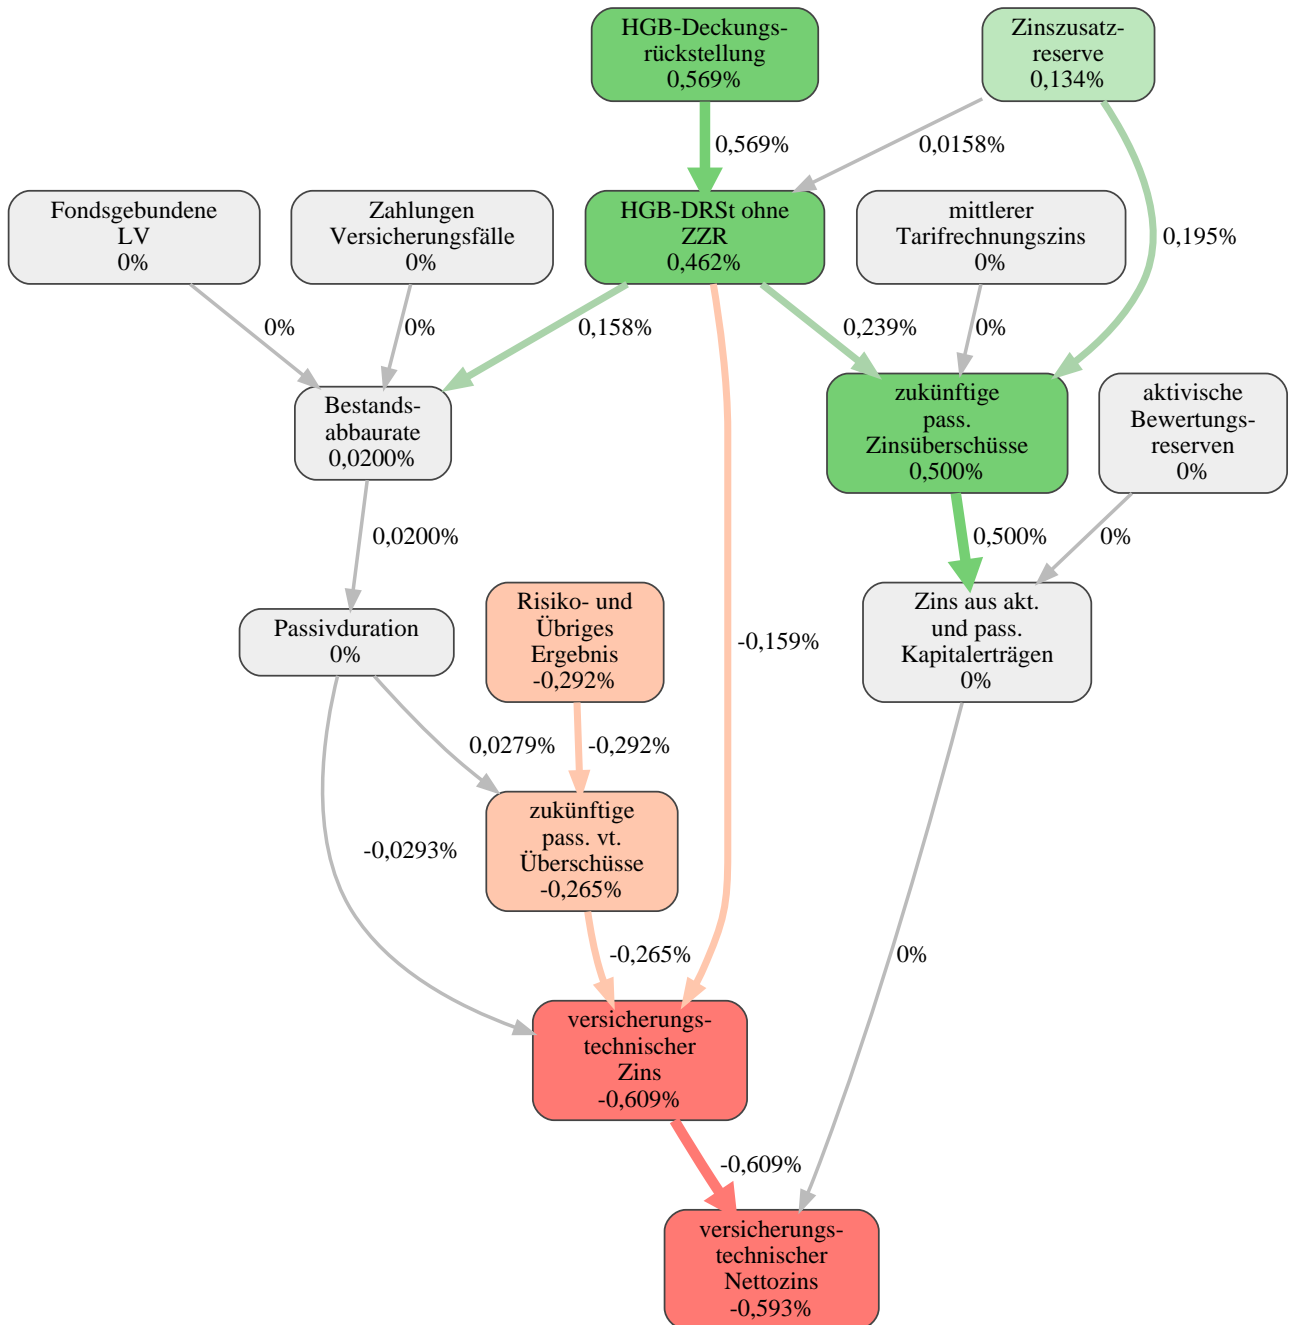 HGB-Deckungs-
rückstellung
0,569%
Zinszusatz-
reserve
0,134%
0,569%
0,0158%
Fondsgebundene
LV
0%
Zahlungen
Versicherungsfälle
0%
HGB-DRSt ohne
ZZR
0,462%
mittlerer
Tarifrechnungszins
0%
0,195%
0%
0%
0,158%
0,239%
0%
Bestands-
abbaurate
0,0200%
zukünftige
pass.
Zinsüberschüsse
0,500%
aktivische
Bewertungs-
reserven
0%
0,0200%
0,500%
0%
Passivduration
0%
Risiko- und
Übriges
Ergebnis
-0,292%
-0,159%
Zins aus akt.
und pass.
Kapitalerträgen
0%
0,0279%
-0,292%
zukünftige
pass. vt.
Überschüsse
-0,265%
-0,0293%
-0,265%
0%
versicherungs-
technischer
Zins
-0,609%
-0,609%
versicherungs-
technischer
Nettozins
-0,593%